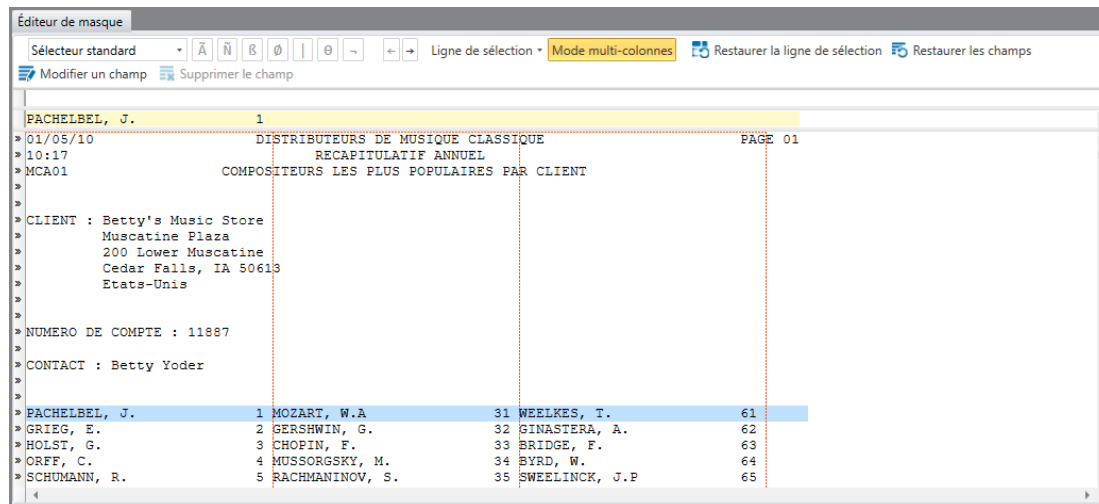 Éditeur de masque
Sélecteur standard Ã Ñ ß Ø | θ ¬ ← → Ligne de sélection Mode multi-colonnes Restaurer la ligne de sélection Restaurer les champs
Modifier un champ Supprimer le champ
PACHELBEL, J. 1
» 01/05/10 DISTRIBUTEURS DE MUSIQUE CLASSIQUE PAGE 01
» 10:17 RECAPITULATIF ANNUEL
» MCA01 COMPOSITEURS LES PLUS POPULAIRES PAR CLIENT
»
»
» CLIENT : Betty's Music Store
» Muscatine Plaza
» 200 Lower Muscatine
» Cedar Falls, IA 50613
» Etats-Unis
»
»
» NUMERO DE COMPTE : 11887
»
» CONTACT : Betty Yoder
»
»
» PACHELBEL, J. 1 MOZART, W.A 31 WEELKES, T. 61
» GRIEG, E. 2 GERSHWIN, G. 32 GINASTERA, A. 62
» HOLST, G. 3 CHOPIN, F. 33 BRIDGE, F. 63
» ORFF, C. 4 MUSSORGSKY, M. 34 BYRD, W. 64
» SCHUMANN, R. 5 RACHMANINOV, S. 35 SWEELINCK, J.P 65